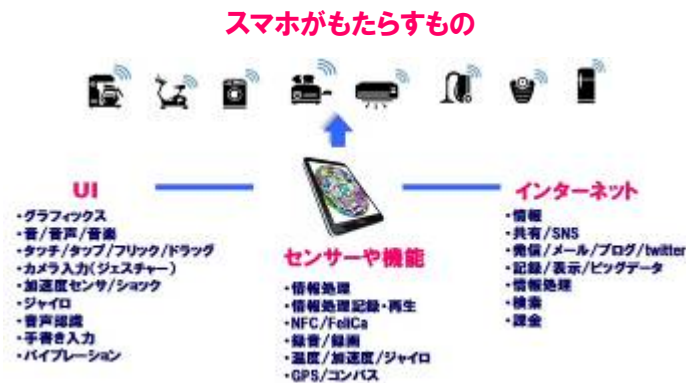 スマホがもたらすもの
UI
・グラフィックス
・音/音声/音楽
・タッチ/タップ/フリック/ドラッグ
・カメラ入力(ジェスチャー)
・加速度センサ/ショック
・ジャイロ
・音声認識
・手書き入力
・バイブレーション
センサーや機能
・情報処理
・情報処理記録・再生
・NFC/FeliCa
・録音/録画
・温度/加速度/ジャイロ
・GPS/コンパス
インターネット
・情報
・共有/SNS
・発信/メール/ブログ/twitter
・記録/表示/ビッグデータ
・情報処理
・検索
・課金